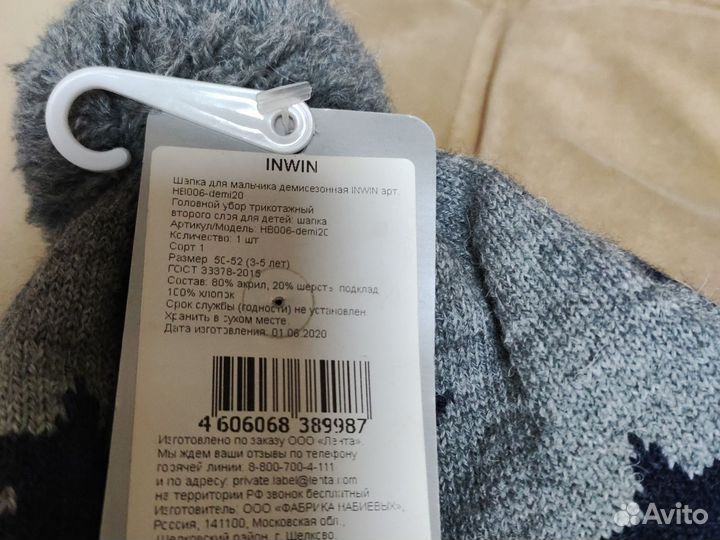 INWIN
Шапка для мальчика демисезонная INWIN арт.
HB006-demi20
Головной убор трикотажный
второго слоя для детей: шапка
Артикул/Модель: HB006-demi20
Количество: 1 шт
Сорт 1
Размер 50-52 (3-5 лет)
ГОСТ 33378-2015
Состав: 80% акрил, 20% шерсть, подклад
100% хлопок
Срок службы (годности) не установлен
Хранить в сухом месте.
Дата изготовления: 01.06.2020
4 606068 389987
Изготовлено по заказу ООО «Лента».
Мы ждем ваши отзывы по телефону
горячей линии: 8-800-700-4-111
и по адресу: private.label@lenta.com
на территории РФ звонок бесплатный
Изготовитель: ООО «ФАБРИКА НАБИЕВЫХ»,
Россия, 141100, Московская обл.,
Щелковский район, г. Щелково,
Avito